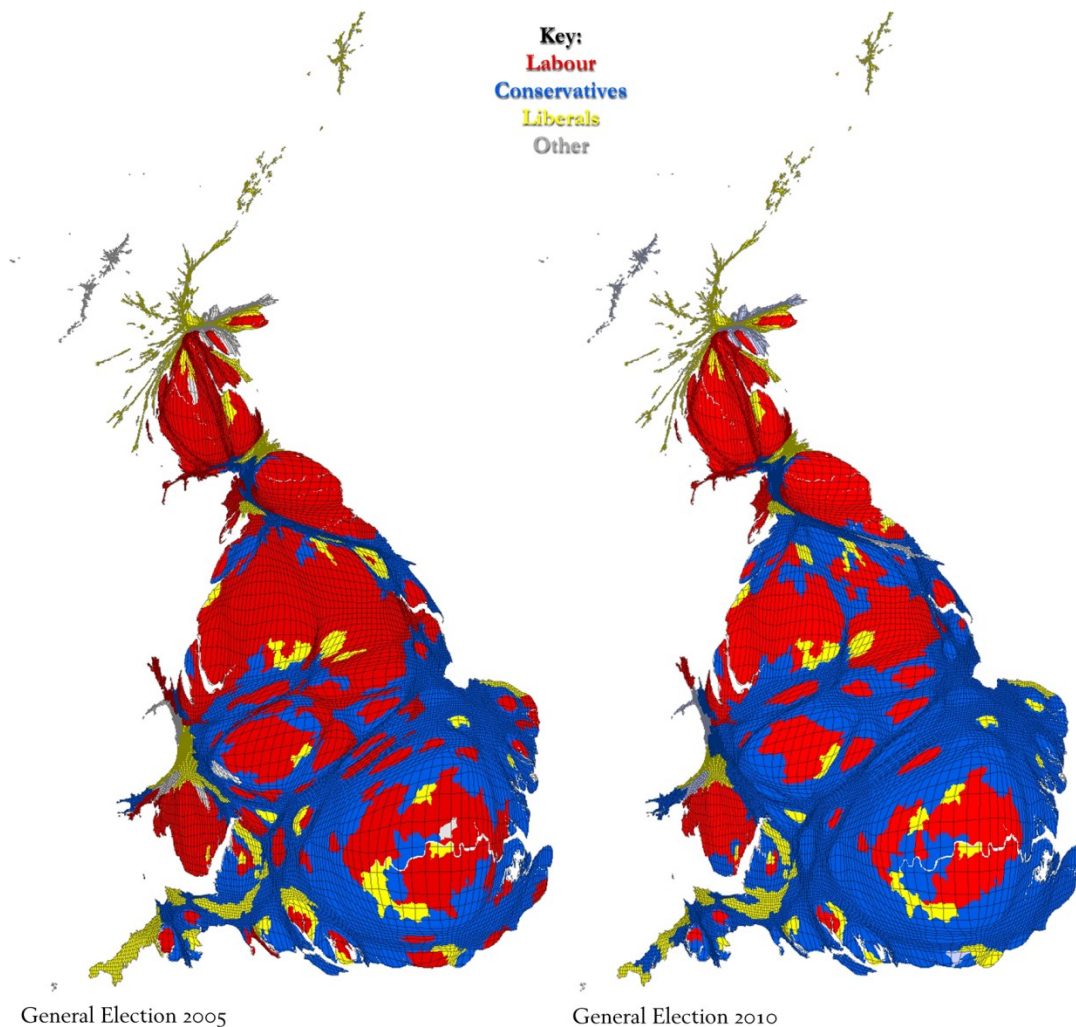 Key:
Labour
Conservatives
Liberals
Other
General Election 2005
General Election 2010